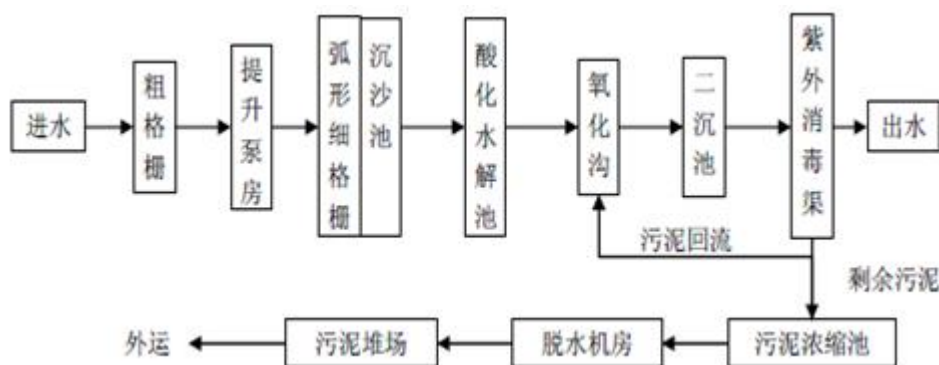 进水
粗格栅
提升泵房
弧形细格栅
沉沙池
酸化水解池
氧化沟
二沉池
紫外消毒渠
出水
污泥回流
剩余污泥
外运
污泥堆场
脱水机房
污泥浓缩池